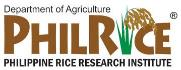 Department of Agriculture
PHILRICE®
PHILIPPINE RICE RESEARCH INSTITUTE